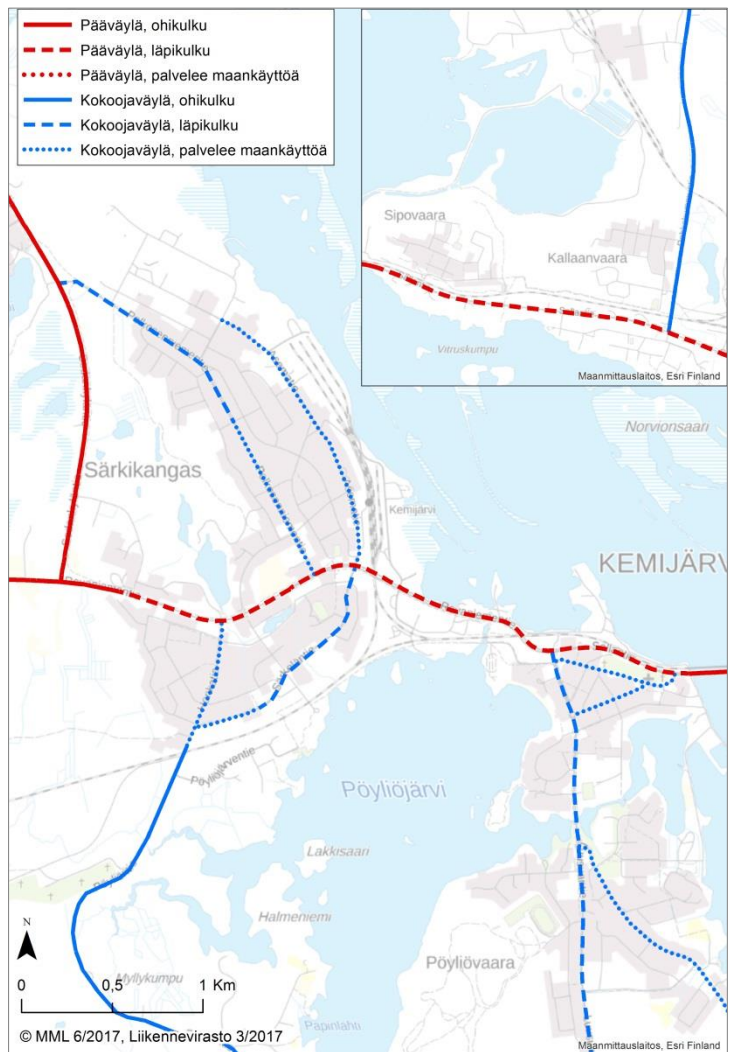 Pääväylä, ohikulku
Pääväylä, läpikulku
Pääväylä, palvelee maankäyttöä
Kokoojaväylä, ohikulku
Kokoojaväylä, läpikulku
Kokoojaväylä, palvelee maankäyttöä
Sipovaara
Kallaanvaara
Vitruskumpu
Maanmittauslaitos, Esri Finland
Norvionsaari
Särkikangas
Kemijärvi
KEMIJÄRV
Pöyliöjärventie
Pöyliöjärvi
Lakkisaari
Halmeniemi
N
Pöyliövaara
Myllykumpu
0 0,5 1 Km
Papinlahti
© MML 6/2017, Liikennevirasto 3/2017
Maanmittauslaitos, Esri Finland